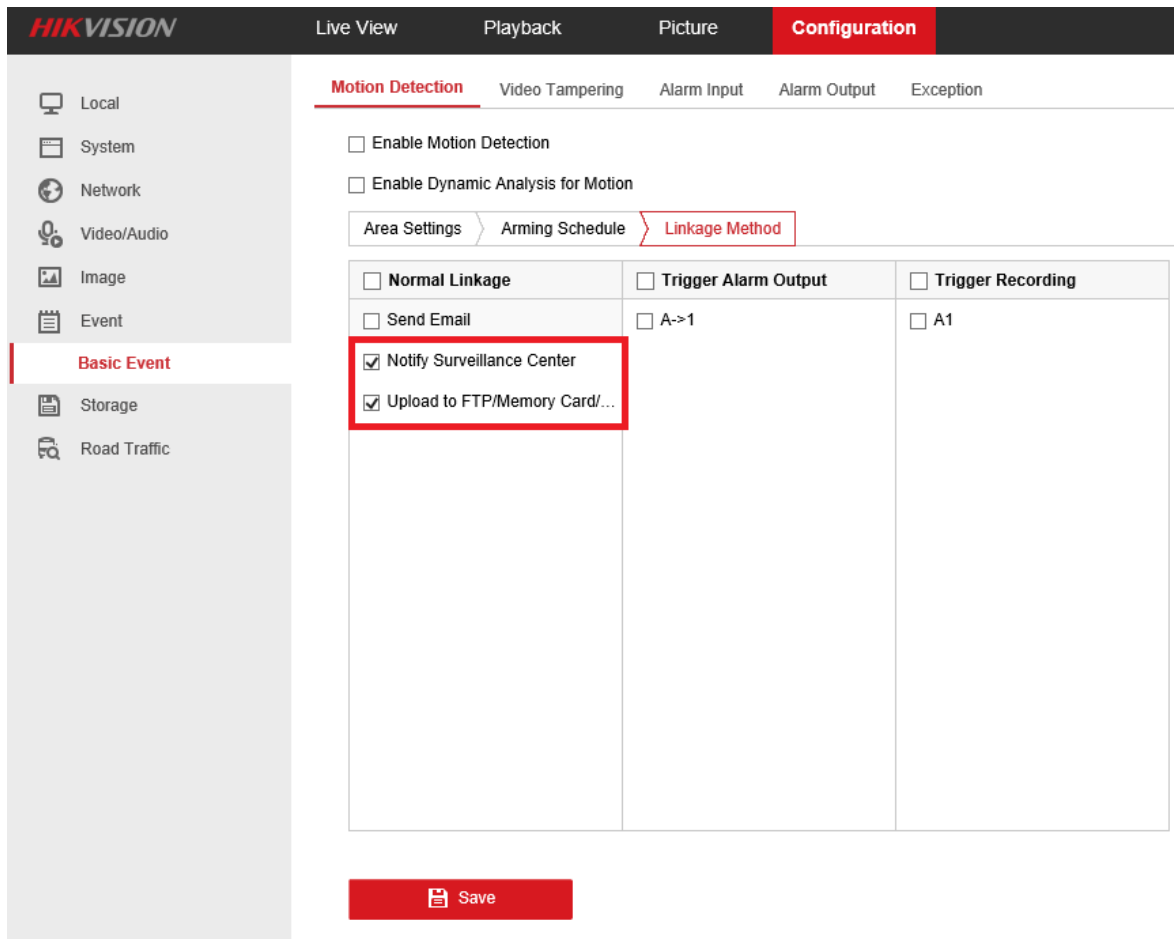 HIKVISION Live View Playback Picture Configuration
Local
System
Network
Video/Audio
Image
Event
Basic Event
Storage
Road Traffic
Motion Detection Video Tampering Alarm Input Alarm Output Exception
Enable Motion Detection
Enable Dynamic Analysis for Motion
Area Settings Arming Schedule Linkage Method
Normal Linkage Trigger Alarm Output Trigger Recording
Send Email A->1 A1
Notify Surveillance Center
Upload to FTP/Memory Card/...
Save